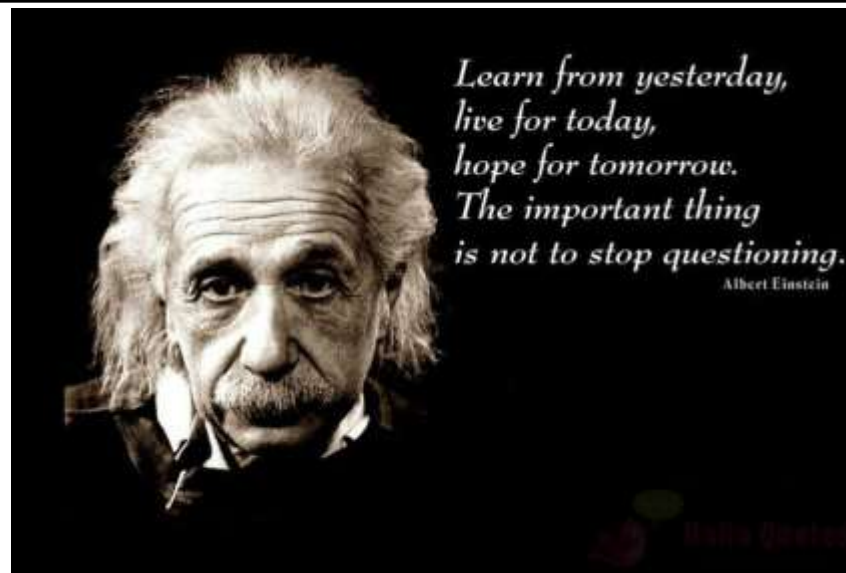 Learn from yesterday,
live for today,
hope for tomorrow.
The important thing
is not to stop questioning.
Albert Einstein